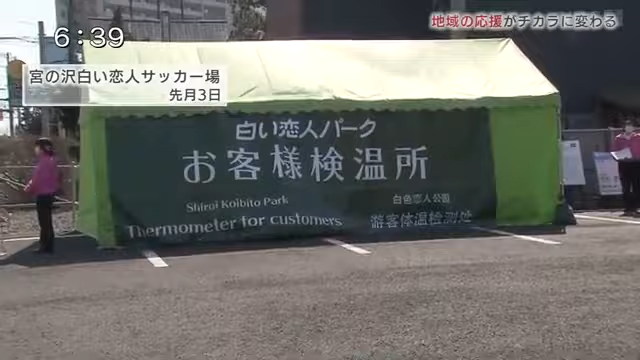 6:39
地域の応援がチカラに変わる
宮の沢白い恋人サッカー場
先月3日
白い恋人パーク
お客様検温所
Shiroi Koibito Park
Thermometer for customers
白色恋人公園
游客体温检测处